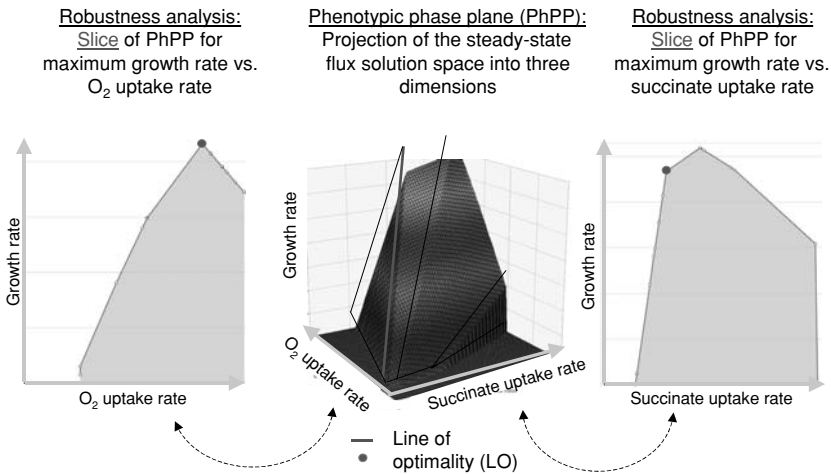 Robustness analysis:
Slice of PhPP for
maximum growth rate vs.
O₂ uptake rate
Phenotypic phase plane (PhPP):
Projection of the steady-state
flux solution space into three
dimensions
Robustness analysis:
Slice of PhPP for
maximum growth rate vs.
succinate uptake rate
Growth rate
O₂ uptake rate
Growth rate
O₂ uptake rate
Succinate uptake rate
Growth rate
Succinate uptake rate
Line of
optimality (LO)